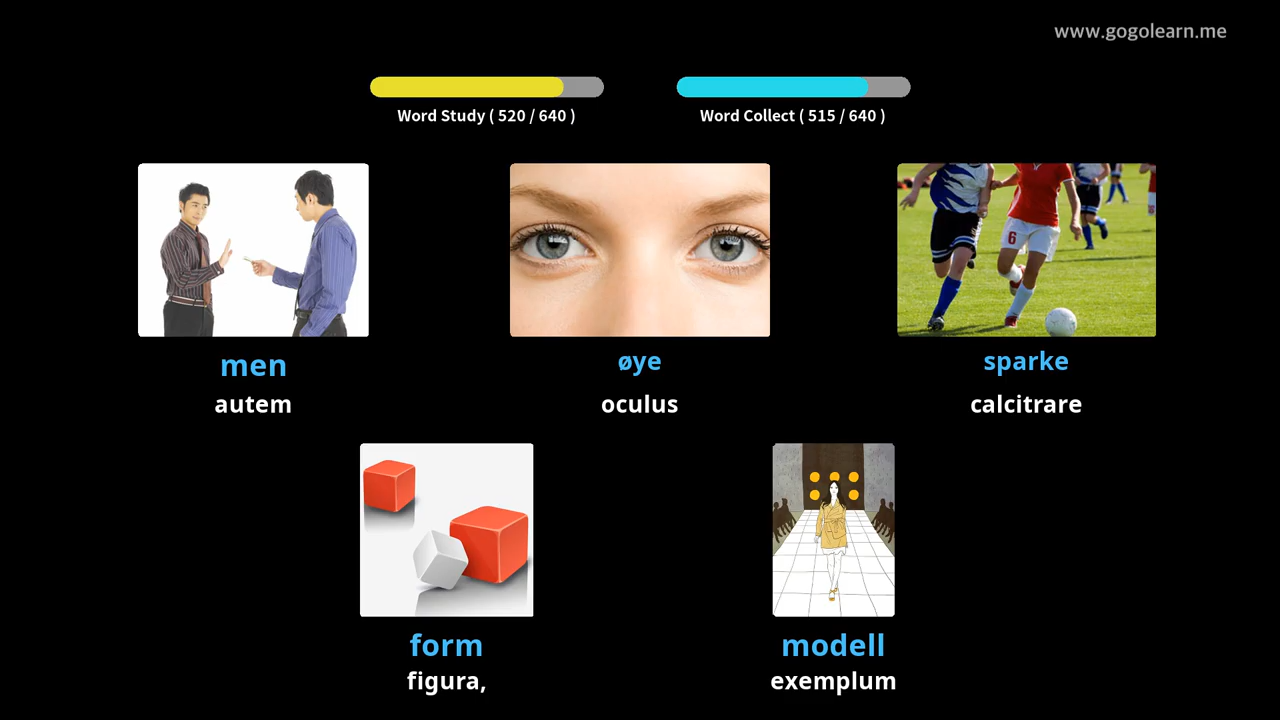 www.gogolearn.me
Word Study ( 520 / 640 )
Word Collect ( 515 / 640 )
6
men
autem
øye
oculus
sparke
calcitrare
form
figura,
modell
exemplum